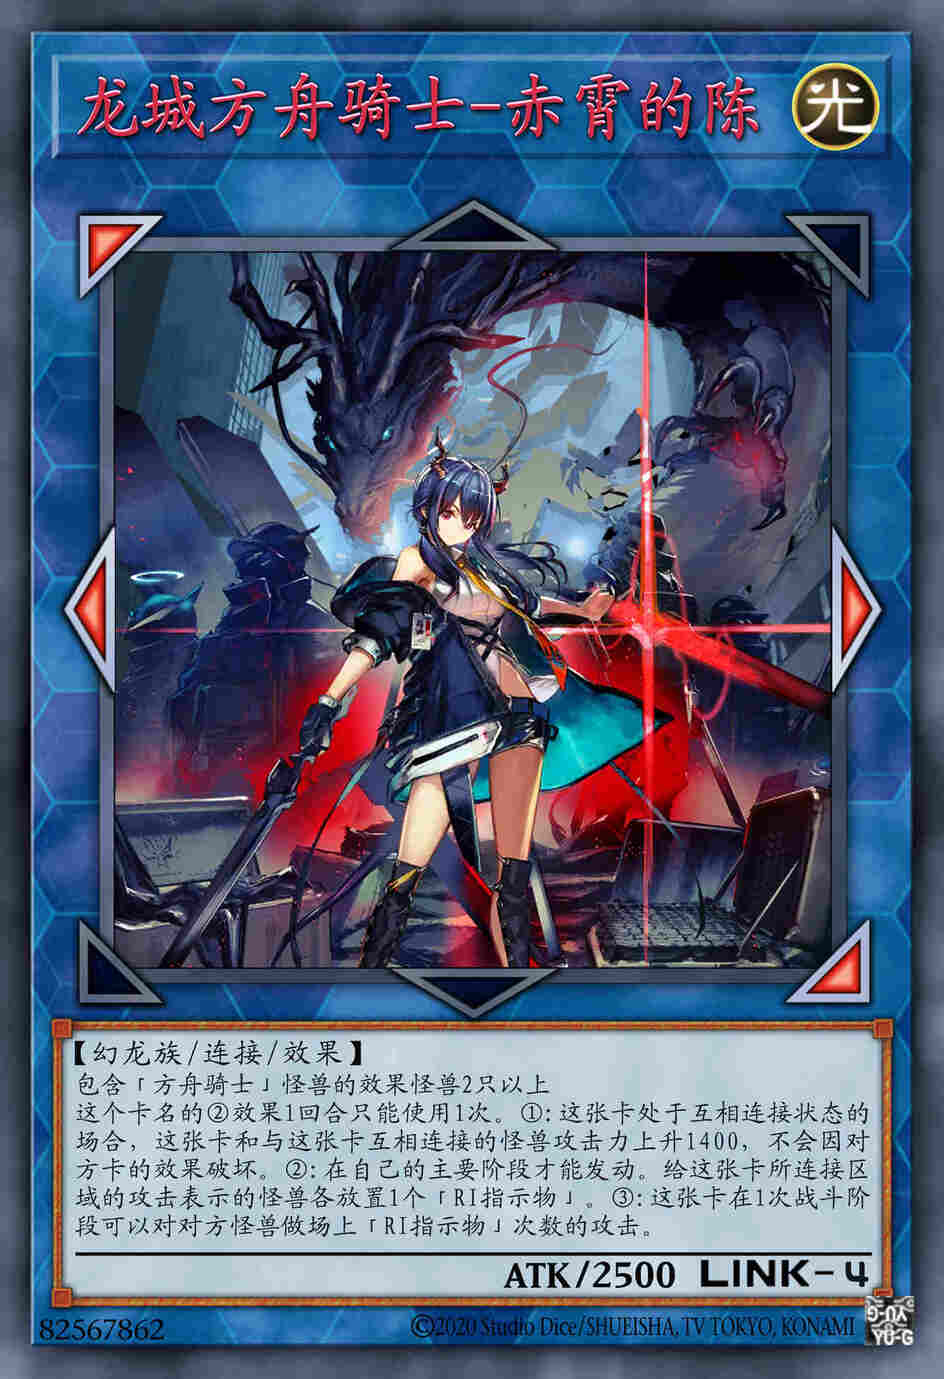 龙城方舟骑士-赤霄的陈
光
【幻龙族/连接/效果】
包含「方舟骑士」怪兽的效果怪兽2只以上
这个卡名的②效果1回合只能使用1次。①:这张卡处于互相连接状态的
场合，这张卡和与这张卡互相连接的怪兽攻击力上升1400，不会因对
方卡的效果破坏。②:在自己的主要阶段才能发动。给这张卡所连接区
域的攻击表示的怪兽各放置1个「RI指示物」。③:这张卡在1次战斗阶
段可以对对方怪兽做场上「RI指示物」次数的攻击。
ATK/2500 LINK-4
82567862 ©2020 Studio Dice/SHUEISHA, TV TOKYO, KONAMI